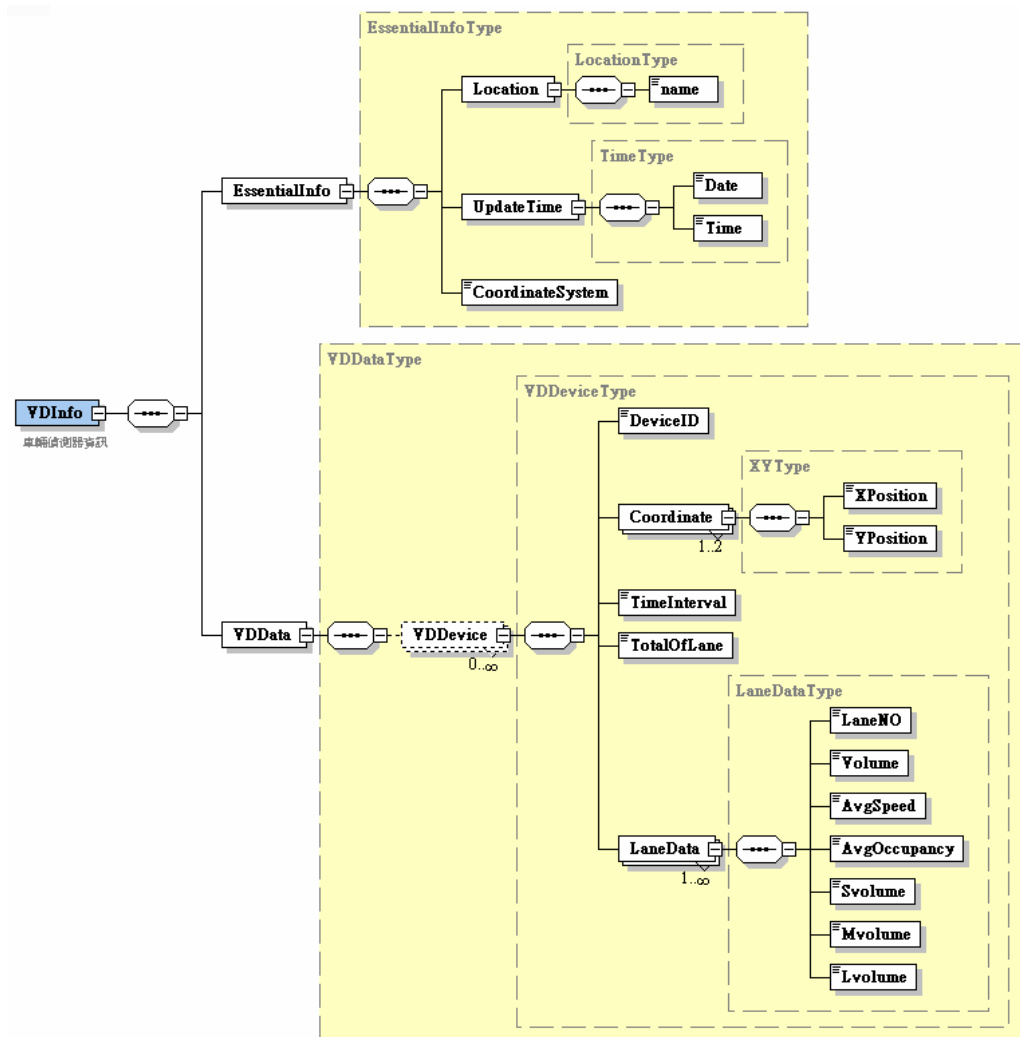 EssentialInfoType
LocationType
Location
name
TimeType
Date
EssentialInfo
UpdateTime
Time
CoordinateSystem
VDDataType
VDDeviceType
VDInfo
車輛偵測器資訊
DeviceID
XYType
XPosition
Coordinate
1..2
YPosition
TimeInterval
VDData
VDDevice
0..∞
TotalOfLane
LaneDataType
LaneNO
Volume
AvgSpeed
LaneData
1..∞
AvgOccupancy
Svolume
Mvolume
Lvolume